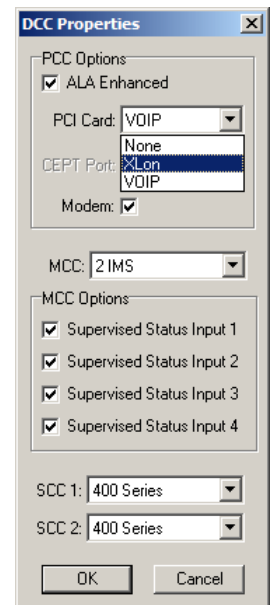 DCC Properties
PCC Options
ALA Enhanced
PCI Card: VOIP
None
CEPT Port: XLon
VOIP
Modem:
MCC: 2 IMS
MCC Options
Supervised Status Input 1
Supervised Status Input 2
Supervised Status Input 3
Supervised Status Input 4
SCC 1: 400 Series
SCC 2: 400 Series
OK Cancel